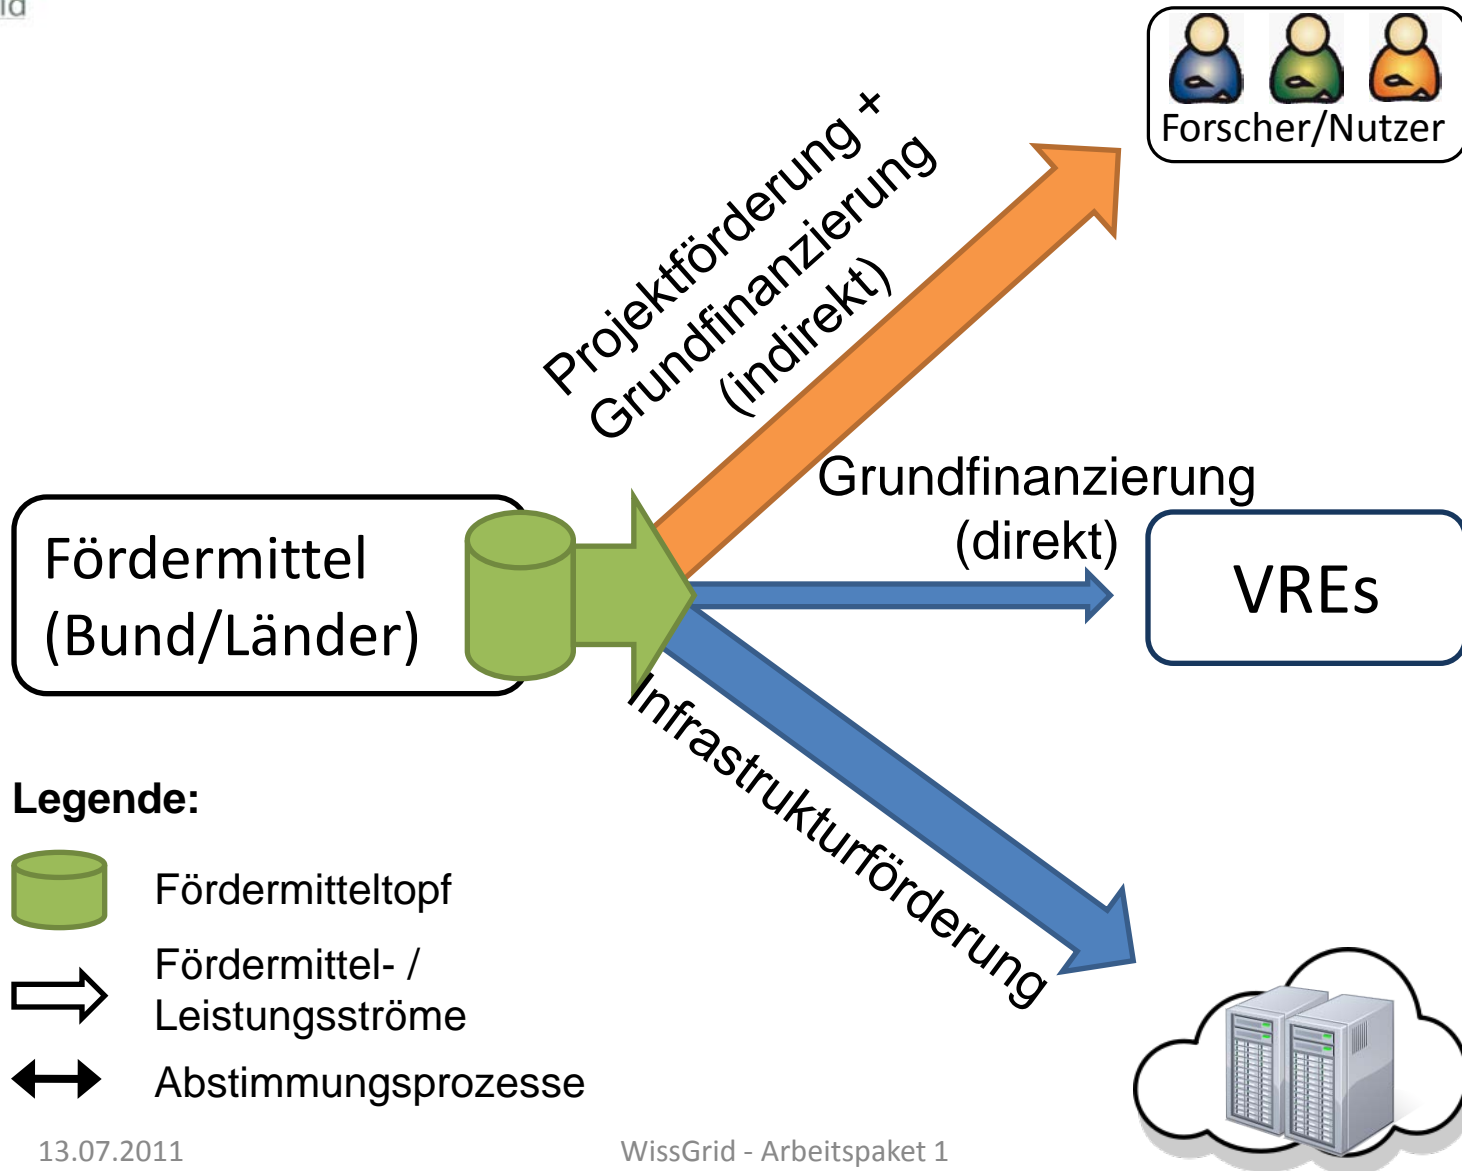 Forscher/Nutzer
Projektförderung +
Grundfinanzierung
(indirekt)
Grundfinanzierung
(direkt)
Fördermittel
(Bund/Länder)
VREs
Infrastrukturförderung
Legende:
Fördermitteltopf
Fördermittel- /
Leistungsströme
Abstimmungsprozesse
13.07.2011
WissGrid - Arbeitspaket 1